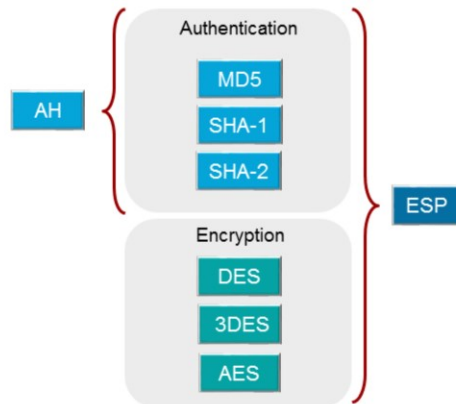 Authentication
MD5
AH
SHA-1
SHA-2
ESP
Encryption
DES
3DES
AES